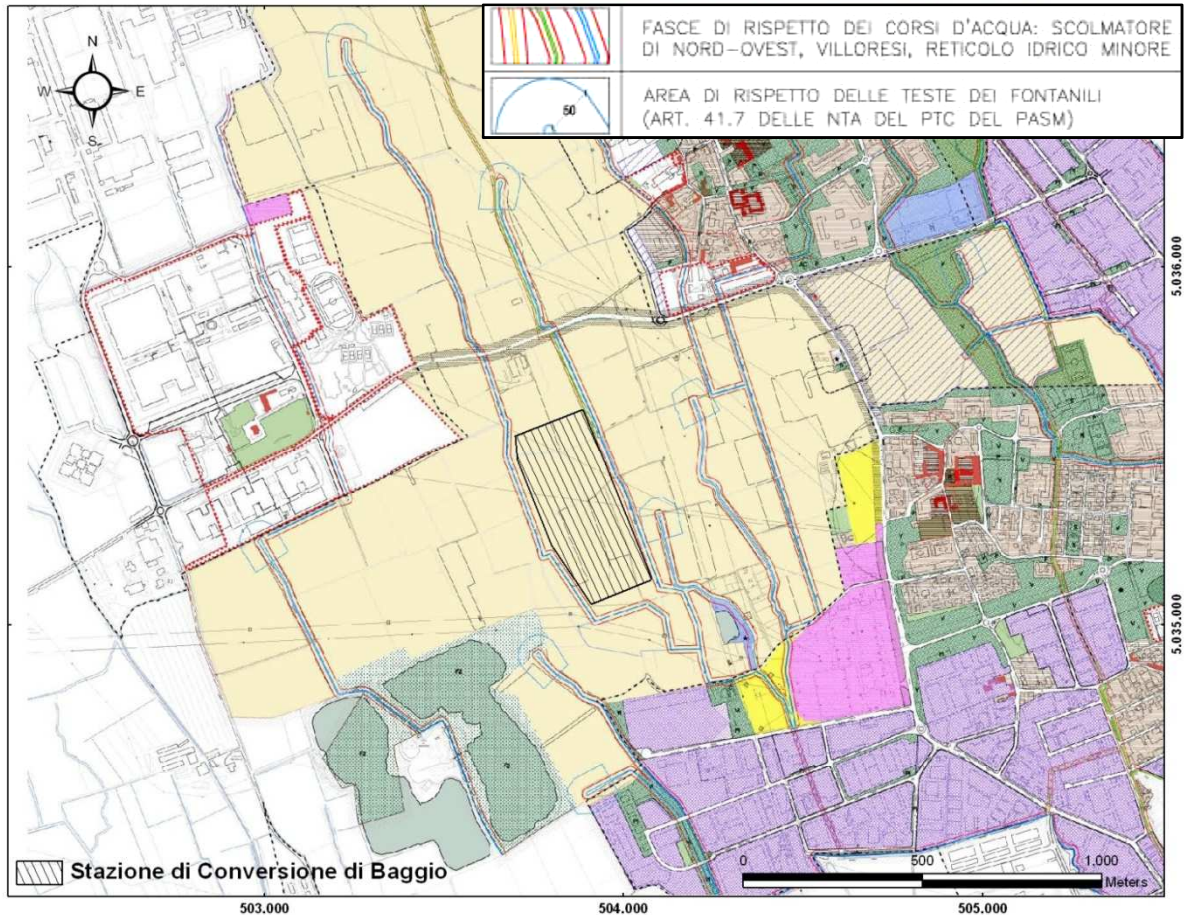 FASCE DI RISPETTO DEI CORSI D'ACQUA: SCOLMATORE
DI NORD-OVEST, VILLORESI, RETICOLO IDRICO MINORE
50
AREA DI RISPETTO DELLE TESTE DEI FONTANILI
(ART. 41.7 DELLE NTA DEL PTC DEL PASM)
N
W
E
S
5.036.000
5.035.000
Stazione di Conversione di Baggio
0
500
1,000
Meters
503.000
504.000
505.000